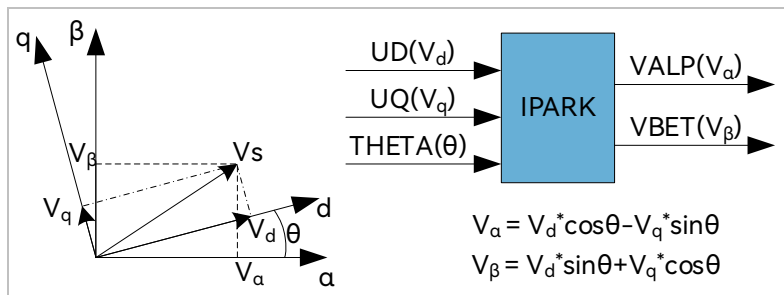 q
β
Vβ
Vs
Vq
Vd
d
θ
Vα
α
UD(Vd)
UQ(Vq)
THETA(θ)
IPARK
VALP(Vα)
VBET(Vβ)
Vα = Vd*cosθ–Vq*sinθ
Vβ = Vd*sinθ+Vq*cosθ